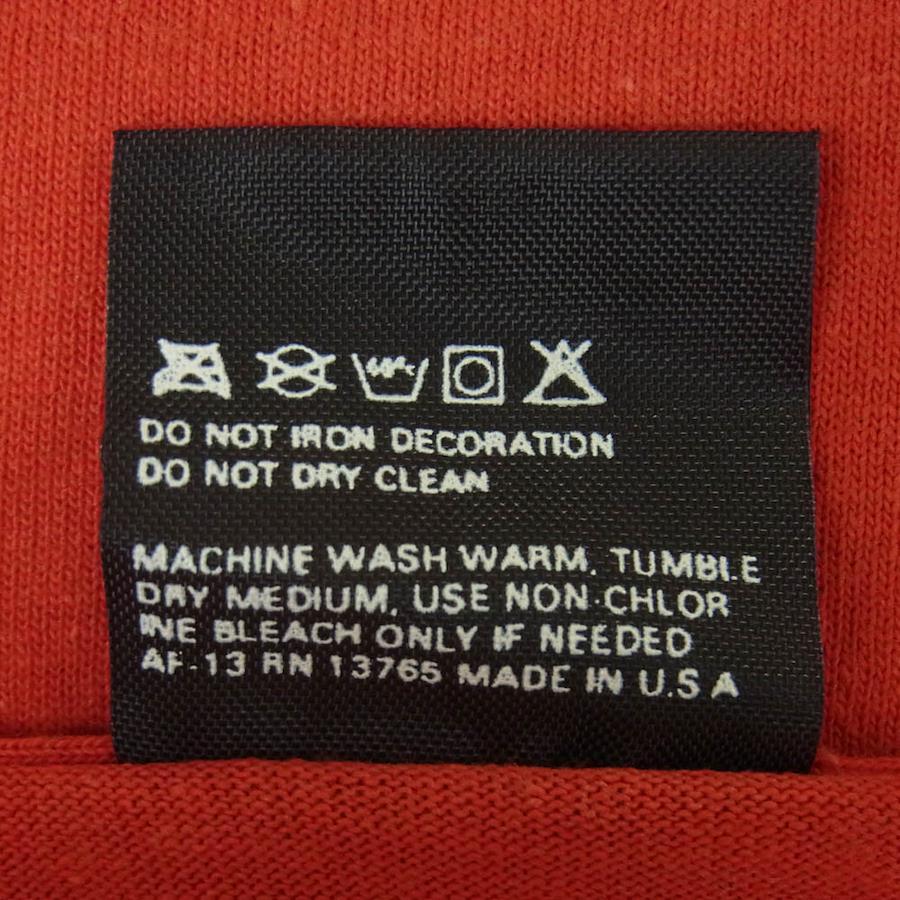 DO NOT IRON DECORATION
DO NOT DRY CLEAN
MACHINE WASH WARM. TUMBLE
DRY MEDIUM, USE NON-CHLOR
INE BLEACH ONLY IF NEEDED
AF-13 RN 13765 MADE IN U.S A